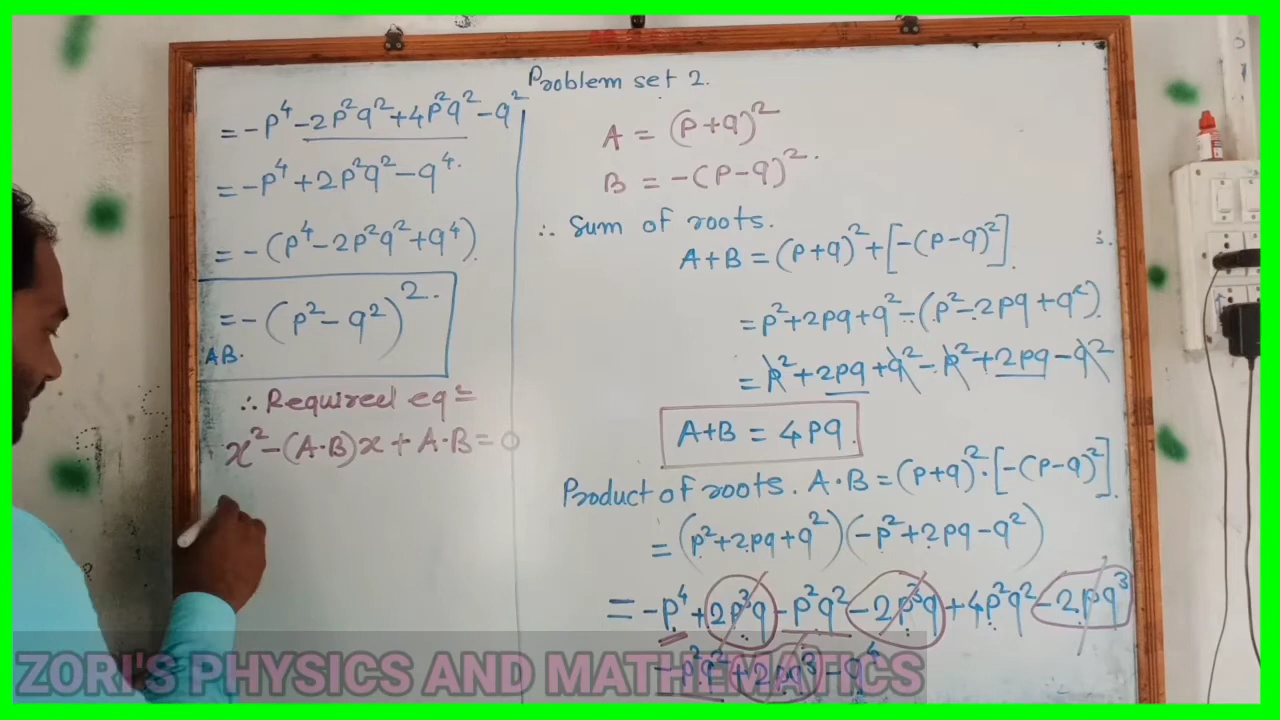 Problem set 2.
= -p⁴ - 2p²q² + 4p²q² - q²
= -p⁴ + 2p²q² - q⁴.
= -(p⁴ - 2p²q² + q⁴)
= -(p² - q²)²..
AB.
∴ Required eqⁿ =
x² - (A·B)x + A·B = 0
A = (p+q)²
B = -(p-q)².
∴ Sum of roots.
A+B = (p+q)² + [-(p-q)²].
= p² + 2pq + q² - (p² - 2pq + q²).
= p² + 2pq + q² - p² + 2pq - q²
A+B = 4pq.
Product of roots. A·B = (p+q)²·[-(p-q)²].
= (p² + 2pq + q²)(-p² + 2pq - q²)
= -p⁴ + 2p³q - p²q² - 2p³q + 4p²q² - 2pq³
- p²q² + 2pq³ - q⁴
ZORI'S PHYSICS AND MATHEMATICS